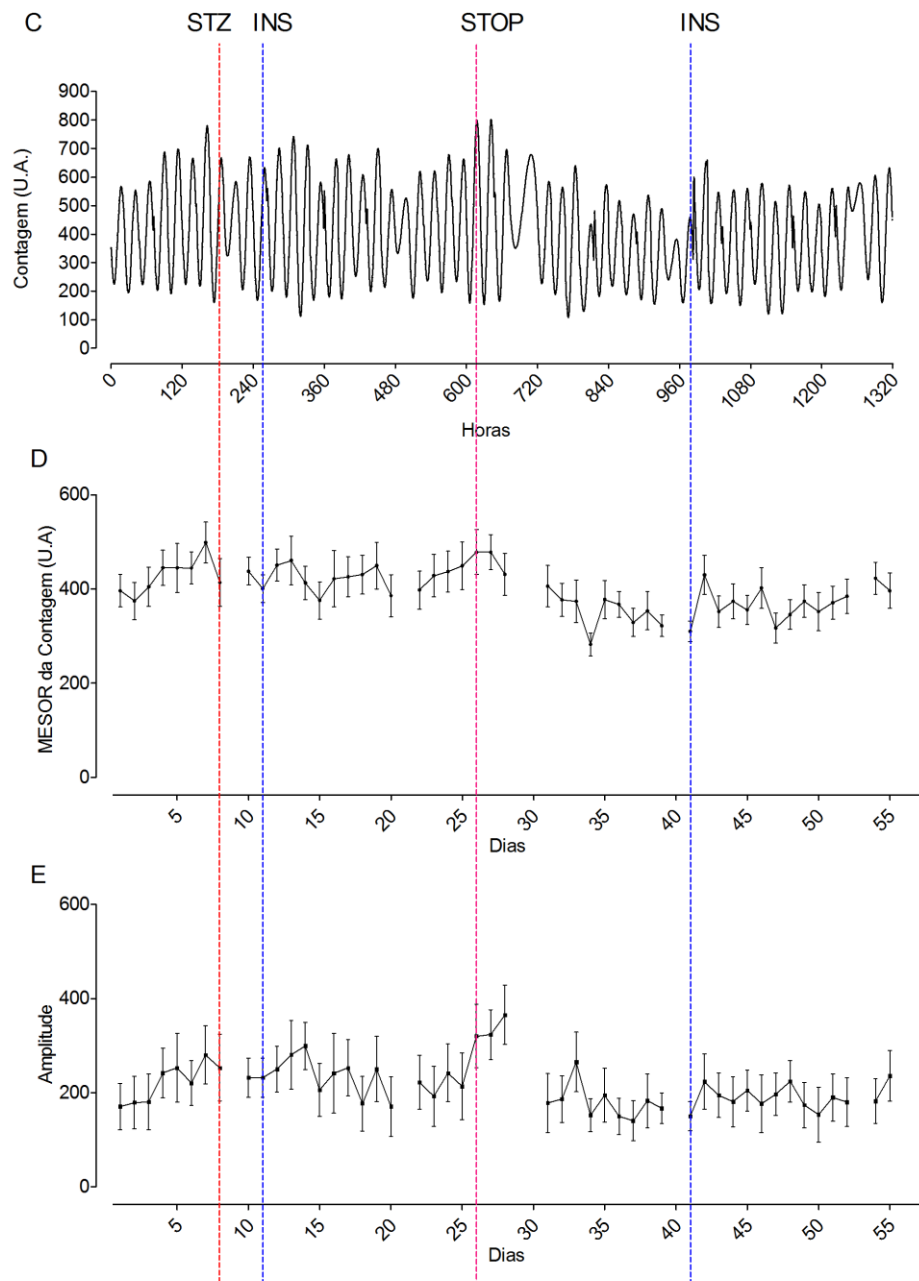 C
STZ INS STOP INS
Contagem (U.A.)
900
800
700
600
500
400
300
200
100
0
0 120 240 360 480 600 720 840 960 1080 1200 1320
Horas
D
MESOR da Contagem (U.A)
600
400
200
0
5 10 15 20 25 30 35 40 45 50 55
Dias
E
Amplitude
600
400
200
0
5 10 15 20 25 30 35 40 45 50 55
Dias